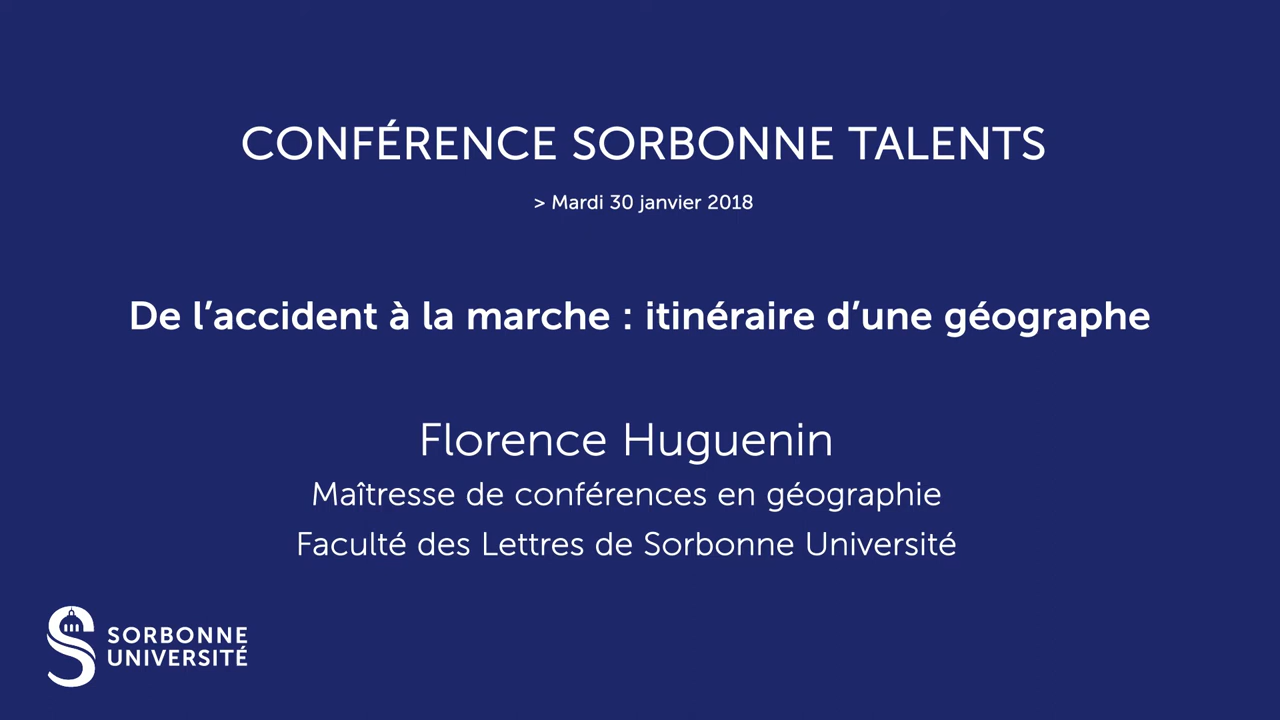 CONFÉRENCE SORBONNE TALENTS
> Mardi 30 janvier 2018
De l’accident à la marche : itinéraire d’une géographe
Florence Huguenin
Maîtresse de conférences en géographie
Faculté des Lettres de Sorbonne Université
SORBONNE
UNIVERSITÉ